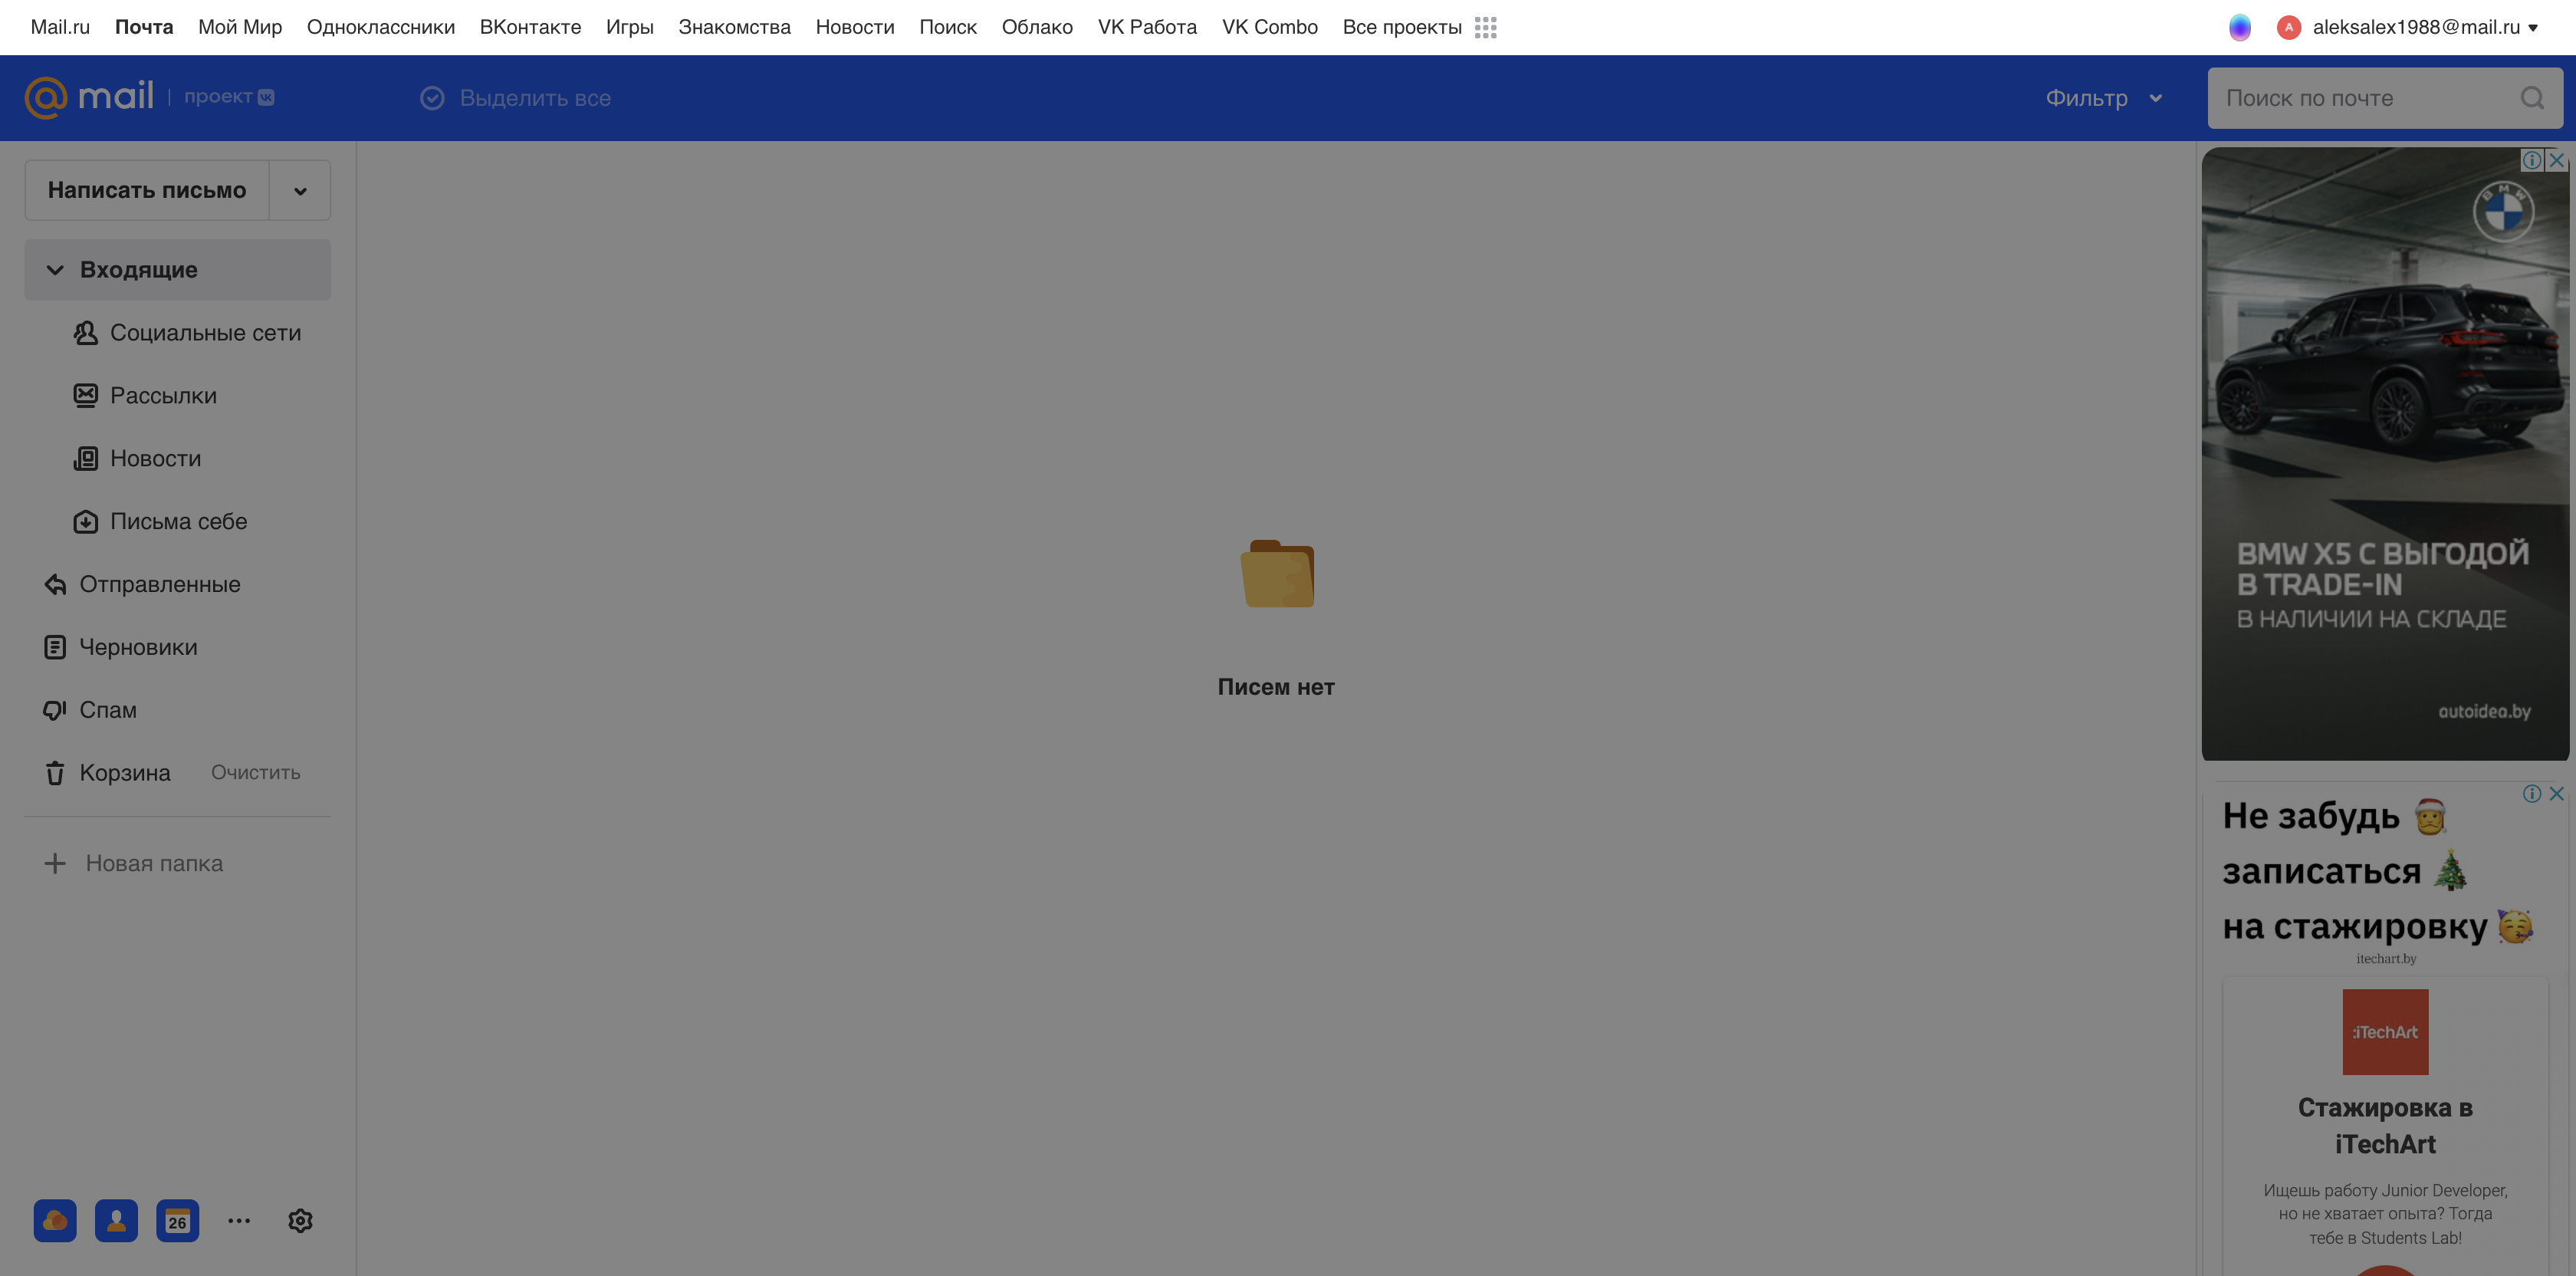 Mail.ru Почта Мой Мир Одноклассники ВКонтакте Игры Знакомства Новости Поиск Облако VK Работа VK Combo Все проекты
A aleksalex1988@mail.ru
@mail проект
Выделить все
Фильтр
Поиск по почте
Написать письмо
Входящие
Социальные сети
Рассылки
Новости
Письма себе
Отправленные
Черновики
Спам
Корзина Очистить
Новая папка
26
Писем нет
BMW
BMW X5 С ВЫГОДОЙ
В TRADE-IN
В НАЛИЧИИ НА СКЛАДЕ
autoidea.by
Не забудь 🎅
записаться 🎄
на стажировку 🥳
itechart.by
:iTechArt
Стажировка в
iTechArt
Ищешь работу Junior Developer,
но не хватает опыта? Тогда
тебе в Students Lab!